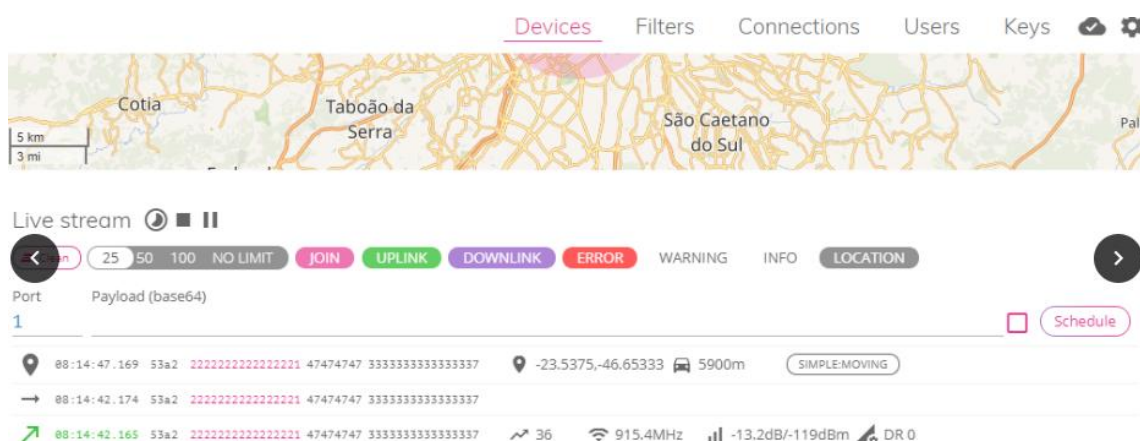 Devices Filters Connections Users Keys
Cotia
Taboão da
Serra
São Caetano
do Sul
Pal
5 km
3 mi
Live stream
25 50 100 NO LIMIT JOIN UPLINK DOWNLINK ERROR WARNING INFO LOCATION
Port Payload (base64)
1 Schedule
08:14:47.169 53a2 2222222222222221 47474747 3333333333333337 -23.5375,-46.65333 5900m SIMPLE:MOVING
08:14:42.174 53a2 2222222222222221 47474747 3333333333333337
08:14:42.165 53a2 2222222222222221 47474747 3333333333333337 36 915.4MHz -13.2dB/-119dBm DR 0